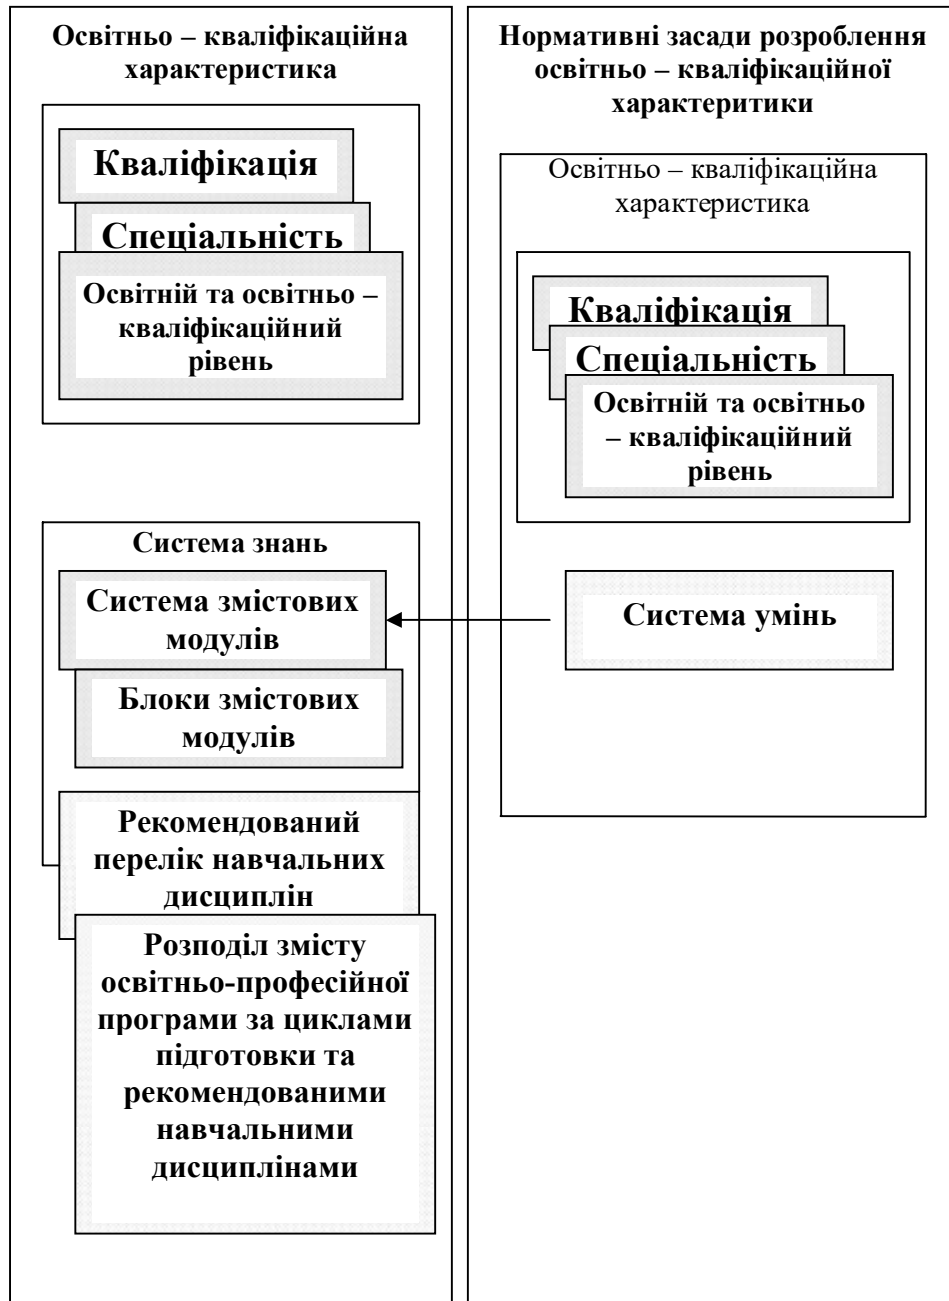 Освітньо – кваліфікаційна
характеристика
Кваліфікація
Спеціальність
Освітній та освітньо –
кваліфікаційний
рівень
Система знань
Система змістових
модулів
Блоки змістових
модулів
Рекомендований
перелік навчальних
дисциплін
Розподіл змісту
освітньо-професійної
програми за циклами
підготовки та
рекомендованими
навчальними
дисциплінами
Нормативні засади розроблення
освітньо – кваліфікаційної
характеритики
Освітньо – кваліфікаційна
характеристика
Кваліфікація
Спеціальність
Освітній та освітньо
– кваліфікаційний
рівень
Система умінь